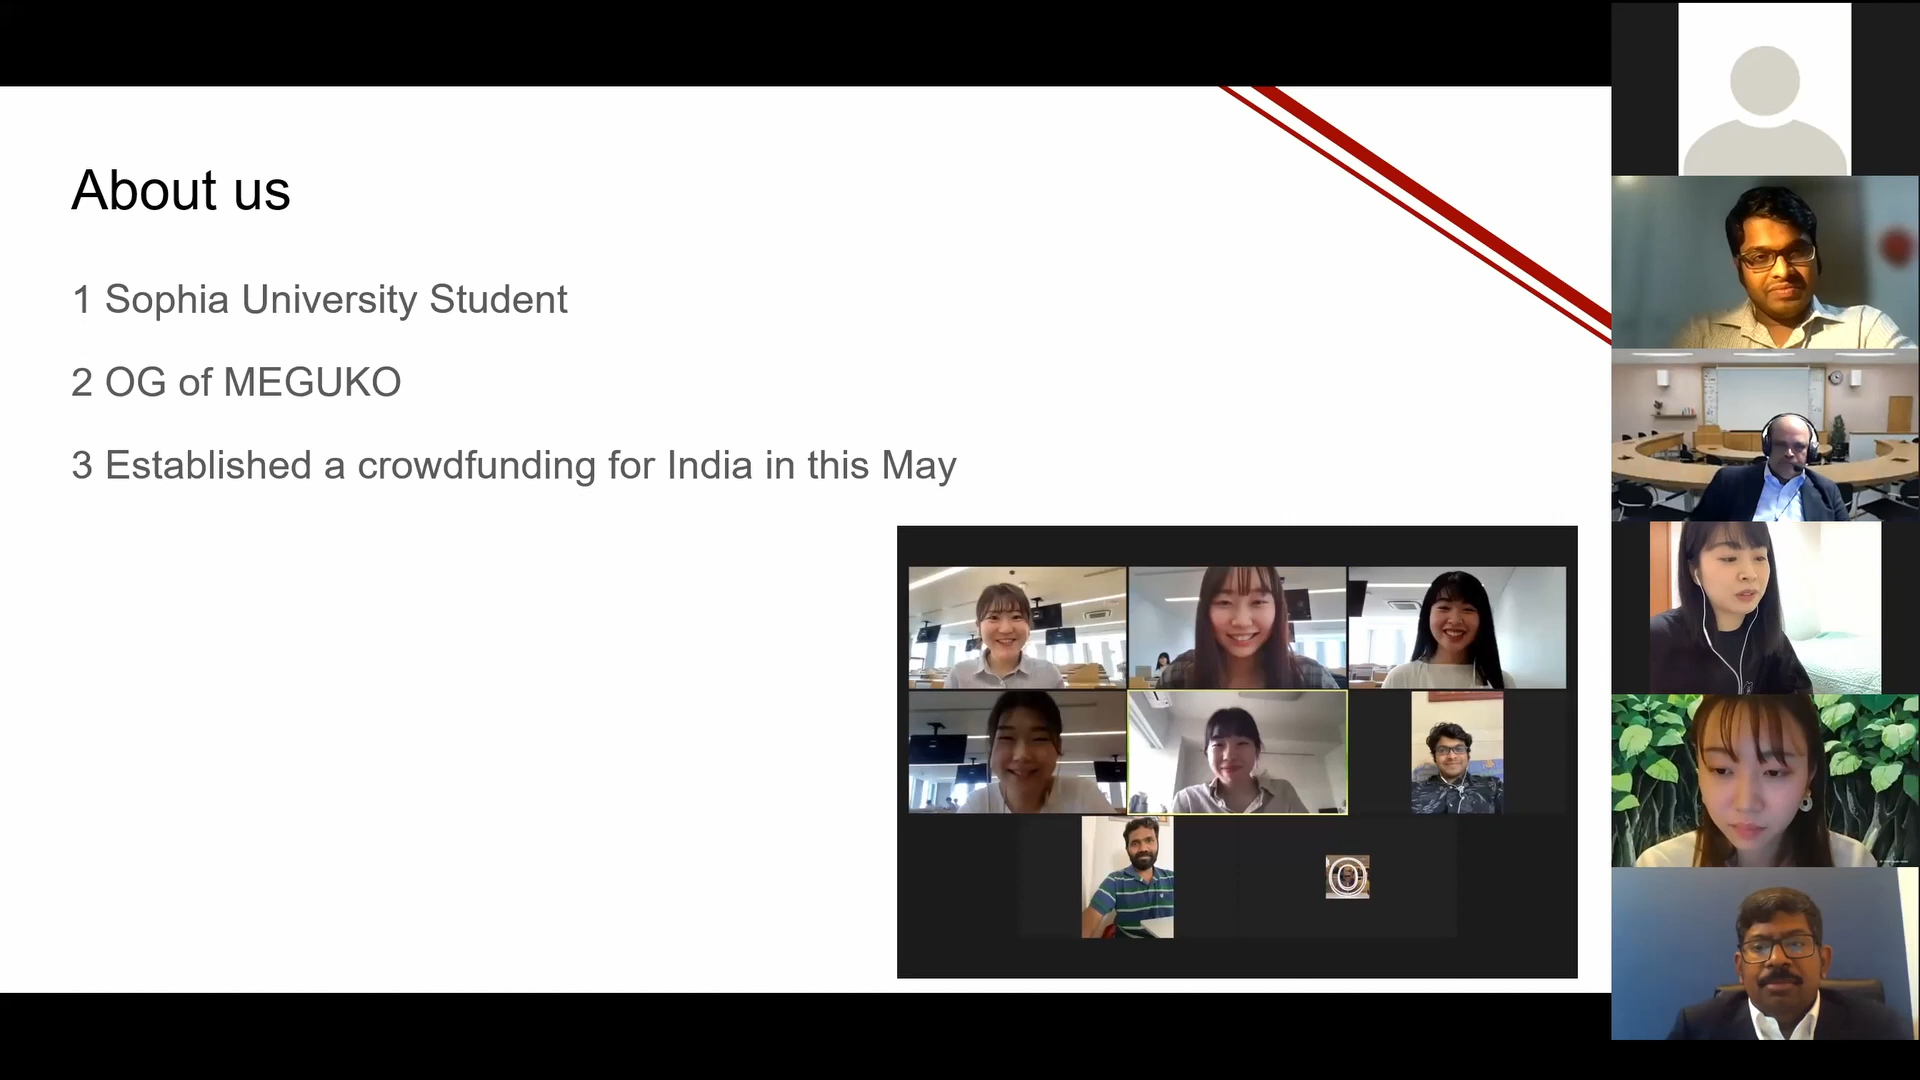 About us
1 Sophia University Student
2 OG of MEGUKO
3 Established a crowdfunding for India in this May